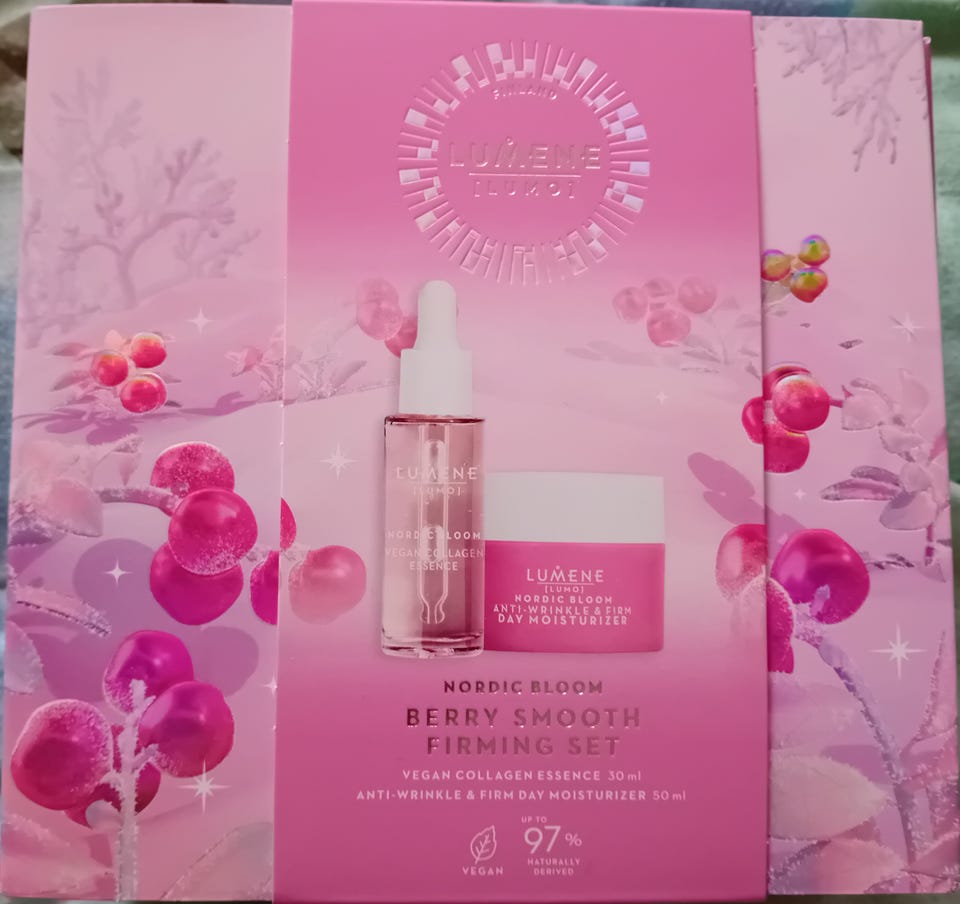 FINLAND
LUMENE
[LUMO]
LUMENE
[LUMO]
NORDIC BLOOM
VEGAN COLLAGEN
ESSENCE
LUMENE
[LUMO]
NORDIC BLOOM
ANTI-WRINKLE & FIRM
DAY MOISTURIZER
NORDIC BLOOM
BERRY SMOOTH
FIRMING SET
VEGAN COLLAGEN ESSENCE 30 ml
ANTI-WRINKLE & FIRM DAY MOISTURIZER 50 ml
VEGAN
UP TO
97%
NATURALLY
DERIVED